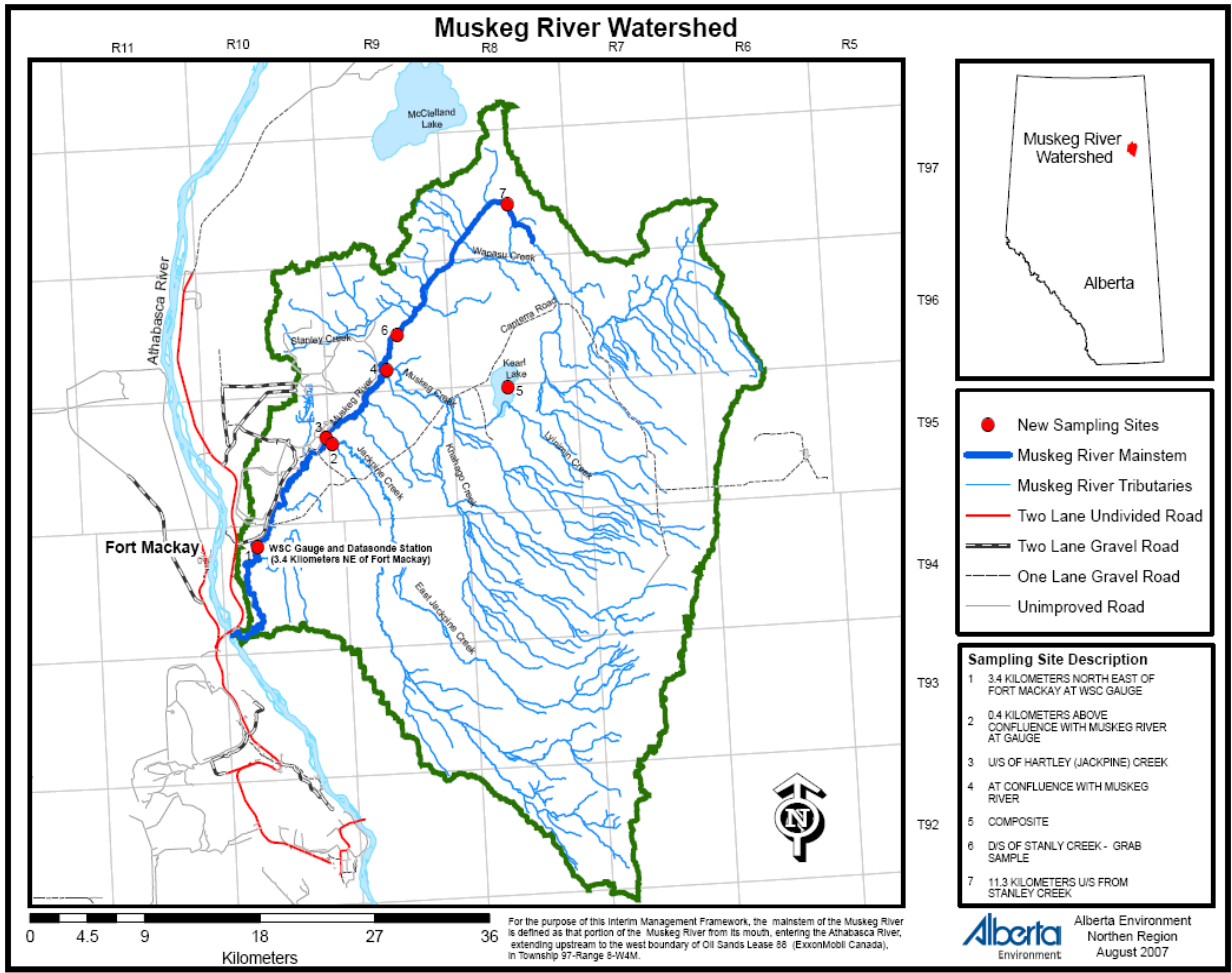 Muskeg River Watershed
R11
R10
R9
R8
R7
R6
R5
McClelland
Lake
T97
T96
T95
T94
T93
T92
Athabasca River
7
Wapasu Creek
Canterra Road
6
Stanley Creek
4
Muskeg Creek
Kearl
Lake
5
Muskeg River
3
2
Jackpine Creek
Khahago Creek
Iyinimin Creek
Fort Mackay
1
WSC Gauge and Datasonde Station
(3.4 Kilometers NE of Fort Mackay)
East Jackpine Creek
N
0
4.5
9
18
27
36
Kilometers
For the purpose of this Interim Management Framework, the mainstem of the Muskeg River
is defined as that portion of the Muskeg River from its mouth, entering the Athabasca River,
extending upstream to the west boundary of Oil Sands Lease 88 (ExxonMobil Canada),
in Township 97-Range 8-W4M.
Muskeg River
Watershed
Alberta
New Sampling Sites
Muskeg River Mainstem
Muskeg River Tributaries
Two Lane Undivided Road
Two Lane Gravel Road
One Lane Gravel Road
Unimproved Road
Sampling Site Description
1 3.4 KILOMETERS NORTH EAST OF
FORT MACKAY AT WSC GAUGE
2 0.4 KILOMETERS ABOVE
CONFLUENCE WITH MUSKEG RIVER
AT GAUGE
3 U/S OF HARTLEY (JACKPINE) CREEK
4 AT CONFLUENCE WITH MUSKEG
RIVER
5 COMPOSITE
6 D/S OF STANLY CREEK - GRAB
SAMPLE
7 11.3 KILOMETERS U/S FROM
STANLEY CREEK
Alberta
Environment
Alberta Environment
Northen Region
August 2007